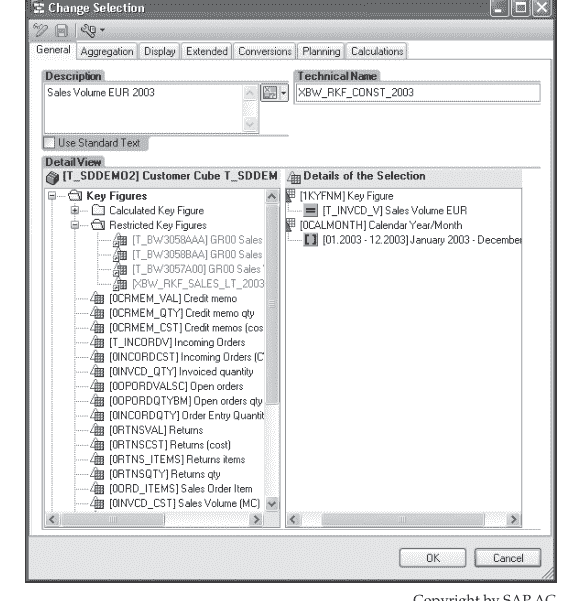 Change Selection
General Aggregation Display Extended Conversions Planning Calculations
Description
Sales Volume EUR 2003
Technical Name
XBW_RKF_CONST_2003
Use Standard Text
Detail View
[T_SDDEMO2] Customer Cube T_SDDEM
Key Figures
Calculated Key Figure
Restricted Key Figure
[T_BW3058AAA] GR00 Sales
[T_BW3058BAA] GR00 Sales
[T_BW3057A00] GR00 Sales
[XBW_RKF_SALES_LT_2003
[0CRMEM_VAL] Credit memo
[0CRMEM_QTY] Credit memo qty
[0CRMEM_CST] Credit memos (cos
[T_INCORDV] Incoming Orders
[0INCORDCST] Incoming Orders (C
[0INVCD_QTY] Invoiced quantity
[0OPORDVALSC] Open orders
[0OPORDQTYBM] Open orders qty
[0INCORDQTY] Order Entry Quantit
[0RTNSVAL] Returns
[0RTNSCST] Returns (cost)
[0RTNS_ITEMS] Returns items
[0RTNSQTY] Returns qty
[0ORD_ITEMS] Sales Order Item
[0INVCD_CST] Sales Volume (MC)
Details of the Selection
[1KYFNM] Key Figure
[T_INVCD_V] Sales Volume EUR
[0CALMONTH] Calendar Year/Month
[01.2003 - 12.2003] January 2003 - December
OK Cancel
Copyright by SAP AG